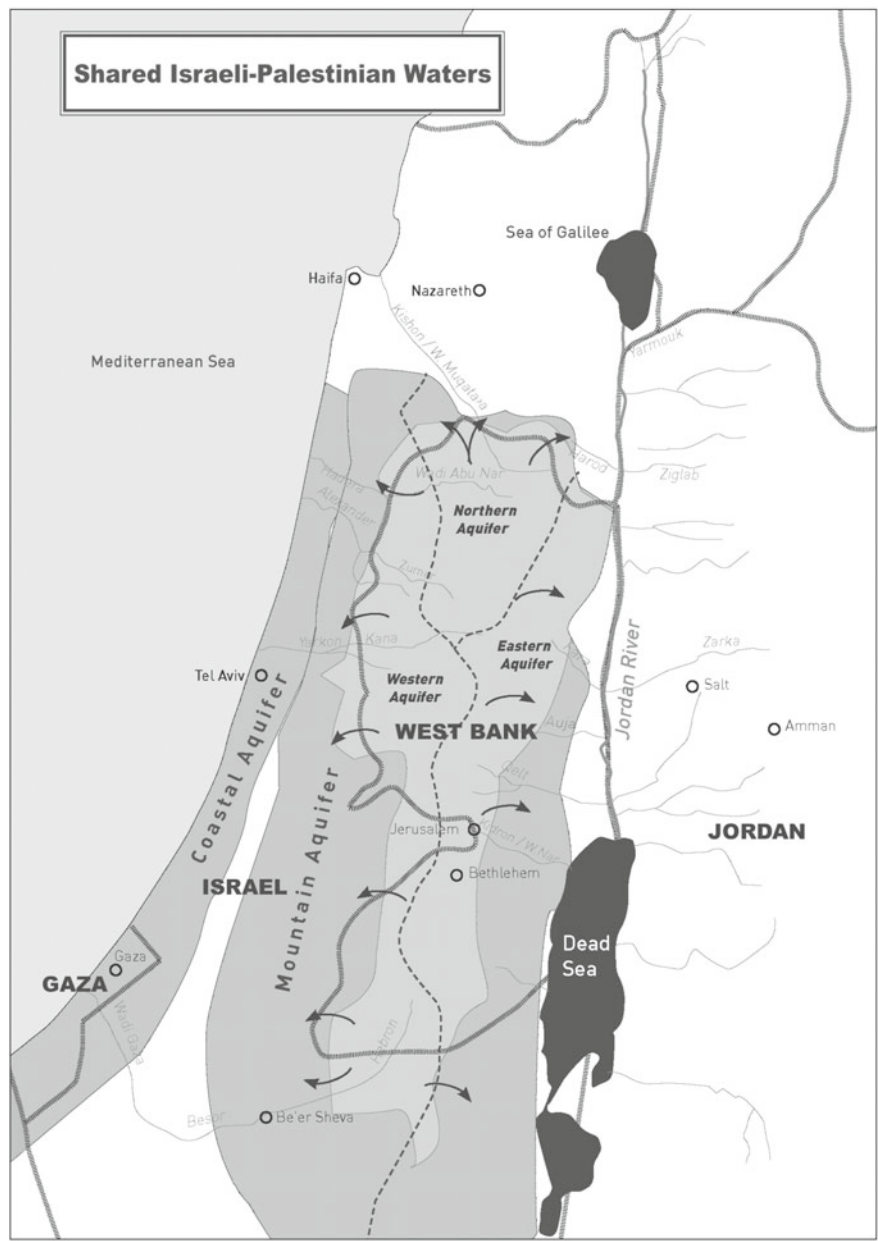 Shared Israeli-Palestinian Waters
Sea of Galilee
Haifa
Nazareth
Kishon / W. Muqata'a
Mediterranean Sea
Yarmouk
Harod
Ziglab
Wadi Abu Nar
Hadera
Alexander
Northern
Aquifer
Zumer
Yarkon
Kana
Eastern
Aquifer
Jordan River
Zarka
Tel Aviv
Western
Aquifer
Salt
WEST BANK
Auja
Amman
Coastal Aquifer
Mountain Aquifer
Qelt
Jerusalem
Kidron / W.Nar
JORDAN
Bethlehem
ISRAEL
Dead
Sea
Gaza
GAZA
Wadi Gaza
Hebron
Besor
Be'er Sheva